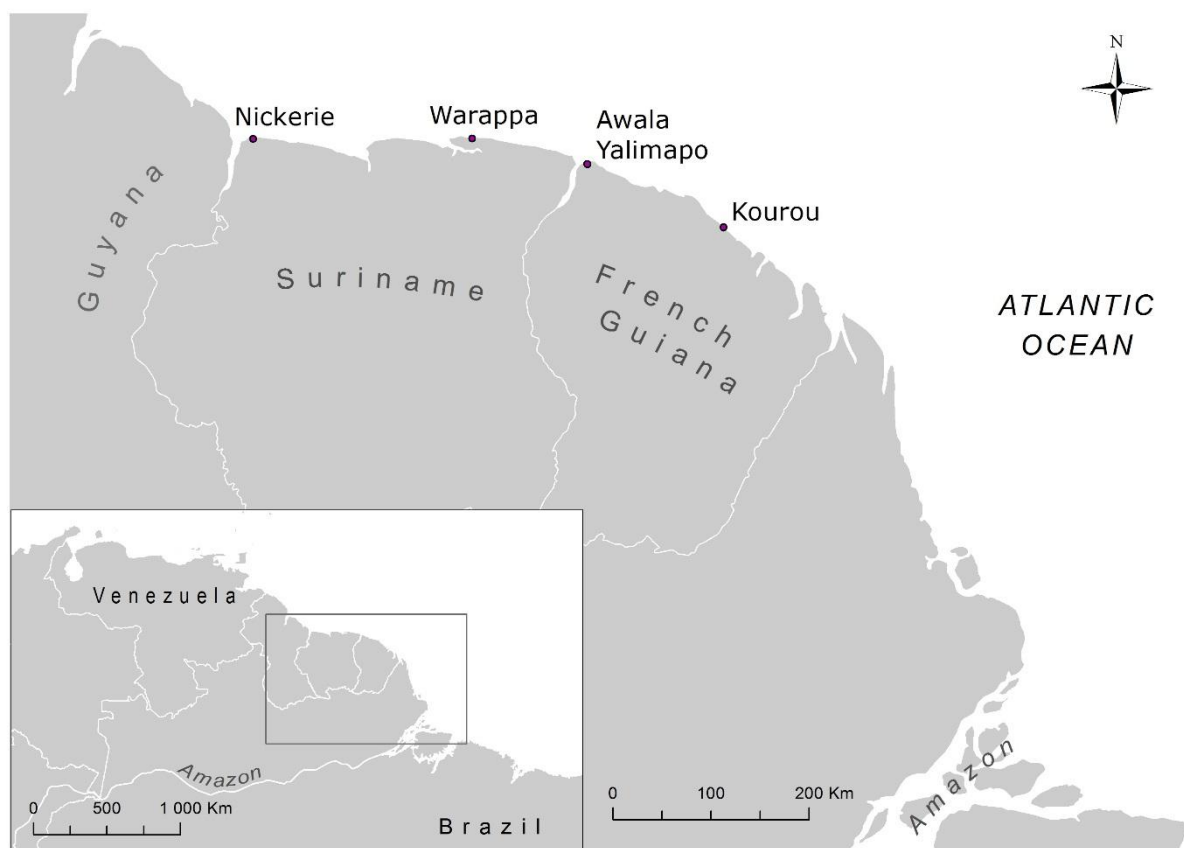 N
Nickerie
Warappa
Awala
Yalimapo
Kourou
Guyana
Suriname
French
Guiana
ATLANTIC
OCEAN
Venezuela
Amazon
0 500 1 000 Km
Brazil
0 100 200 Km
Amazon